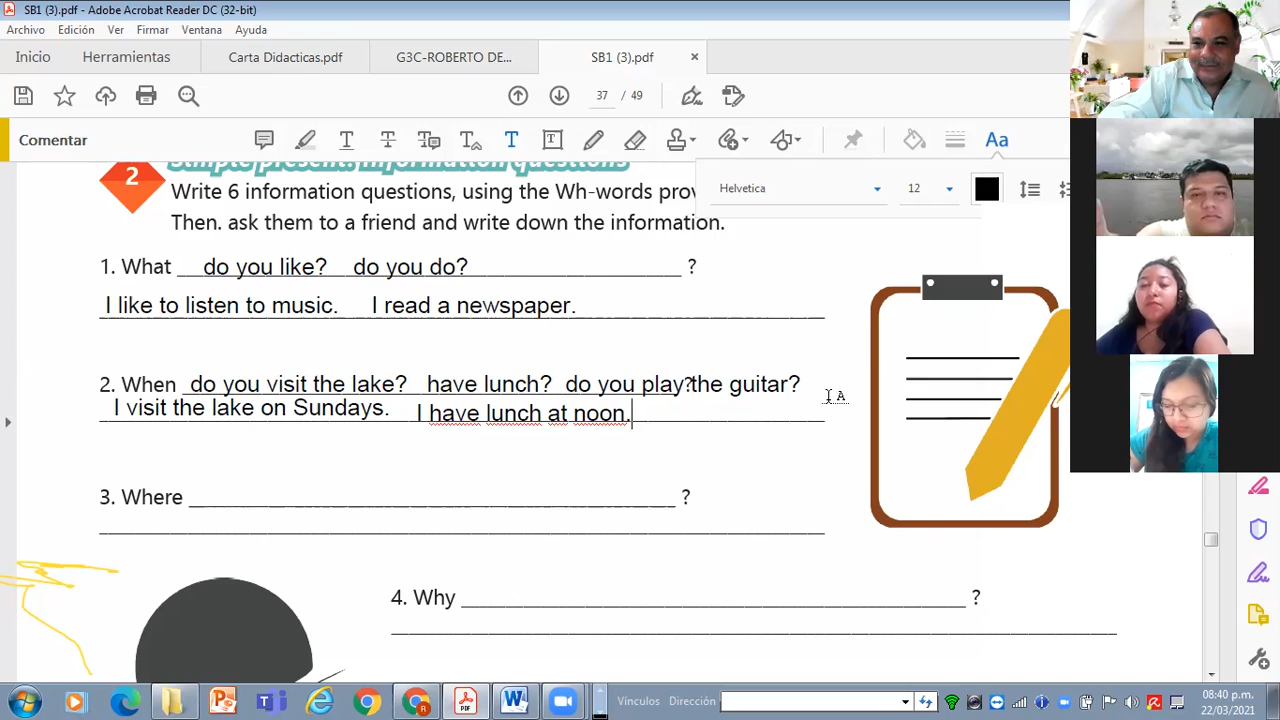 SB1 (3).pdf - Adobe Acrobat Reader DC (32-bit)
Archivo Edición Ver Firmar Ventana Ayuda
Inicio Herramientas Carta Didacticas.pdf G3C-ROBERT DE... SB1 (3).pdf ×
37 / 49
Comentar
Helvetica 12
2 Simple present: information questions
Write 6 information questions, using the Wh-words prov
Then. ask them to a friend and write down the information.
1. What do you like? do you do? ?
I like to listen to music. I read a newspaper.
2. When do you visit the lake? have lunch? do you play?the guitar?
I visit the lake on Sundays. I have lunch at noon.
3. Where ?
4. Why ?
Vínculos Dirección 08:40 p.m.
22/03/2021